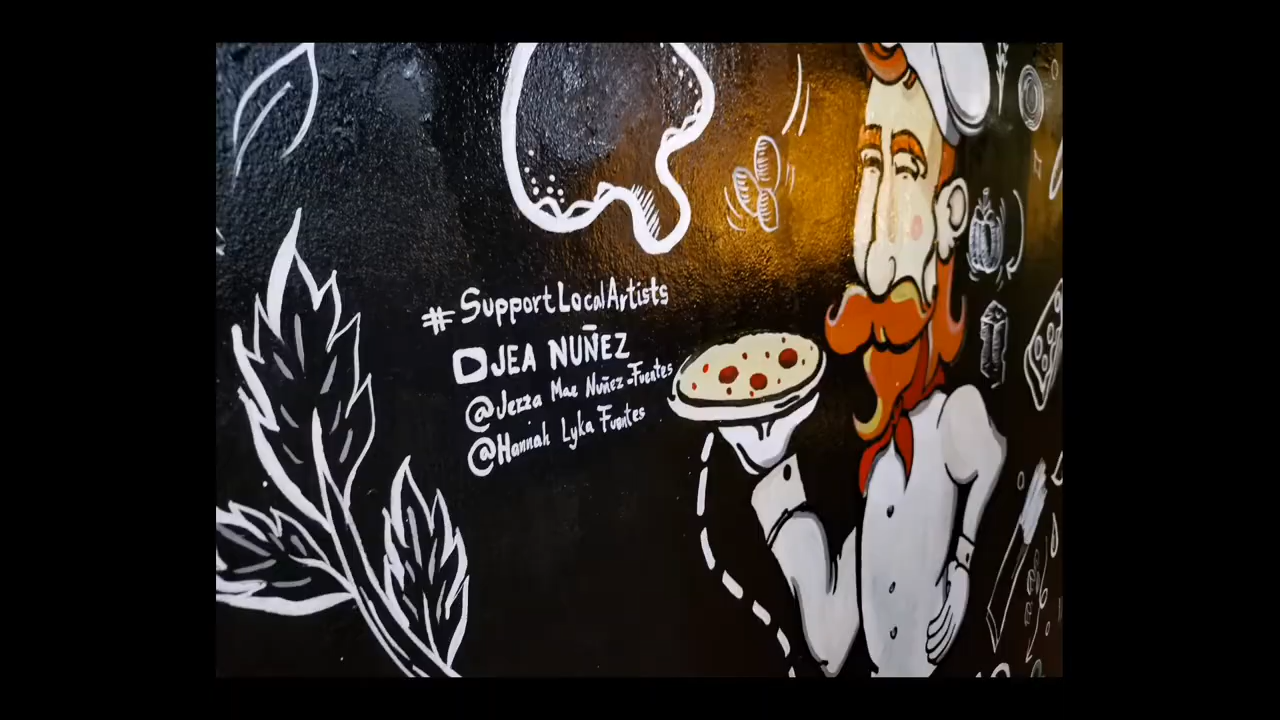 #SupportLocalArtists
JEA NUÑEZ
@Jezza Mae Nuñez-Fuentes
@Hannah Lyka Fuentes